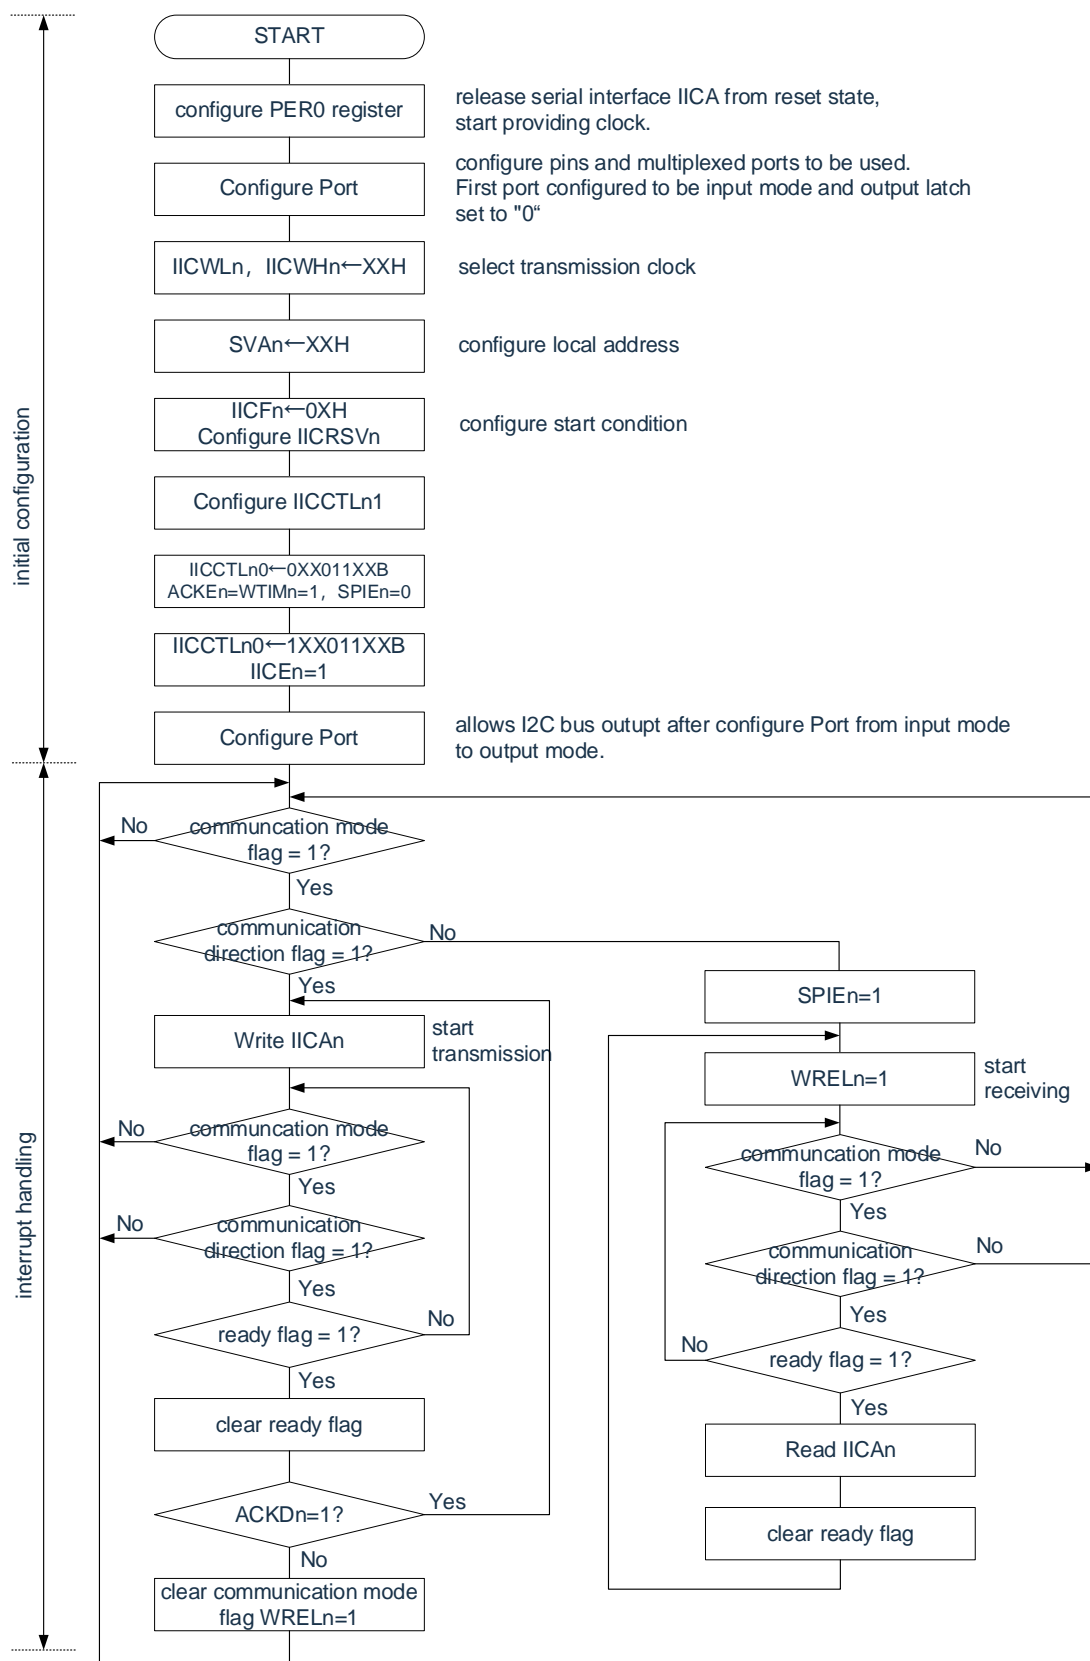 START
configure PER0 register
release serial interface IICA from reset state,
start providing clock.
Configure Port
configure pins and multiplexed ports to be used.
First port configured to be input mode and output latch
set to "0“
IICWLn，IICWHn←XXH
select transmission clock
SVAn←XXH
configure local address
IICFn←0XH
Configure IICRSVn
configure start condition
Configure IICCTLn1
IICCTLn0←0XX011XXB
ACKEn=WTIMn=1，SPIEn=0
IICCTLn0←1XX011XXB
IICEn=1
Configure Port
allows I2C bus outupt after configure Port from input mode
to output mode.
initial configuration
communcation mode
flag = 1?
No
Yes
communication
direction flag = 1?
No
Yes
Write IICAn
start
transmission
communcation mode
flag = 1?
No
Yes
communication
direction flag = 1?
No
Yes
ready flag = 1?
No
Yes
clear ready flag
ACKDn=1?
Yes
No
clear communication mode
flag WRELn=1
SPIEn=1
WRELn=1
start
receiving
communcation mode
flag = 1?
No
Yes
communication
direction flag = 1?
No
Yes
ready flag = 1?
No
Yes
Read IICAn
clear ready flag
interrupt handling